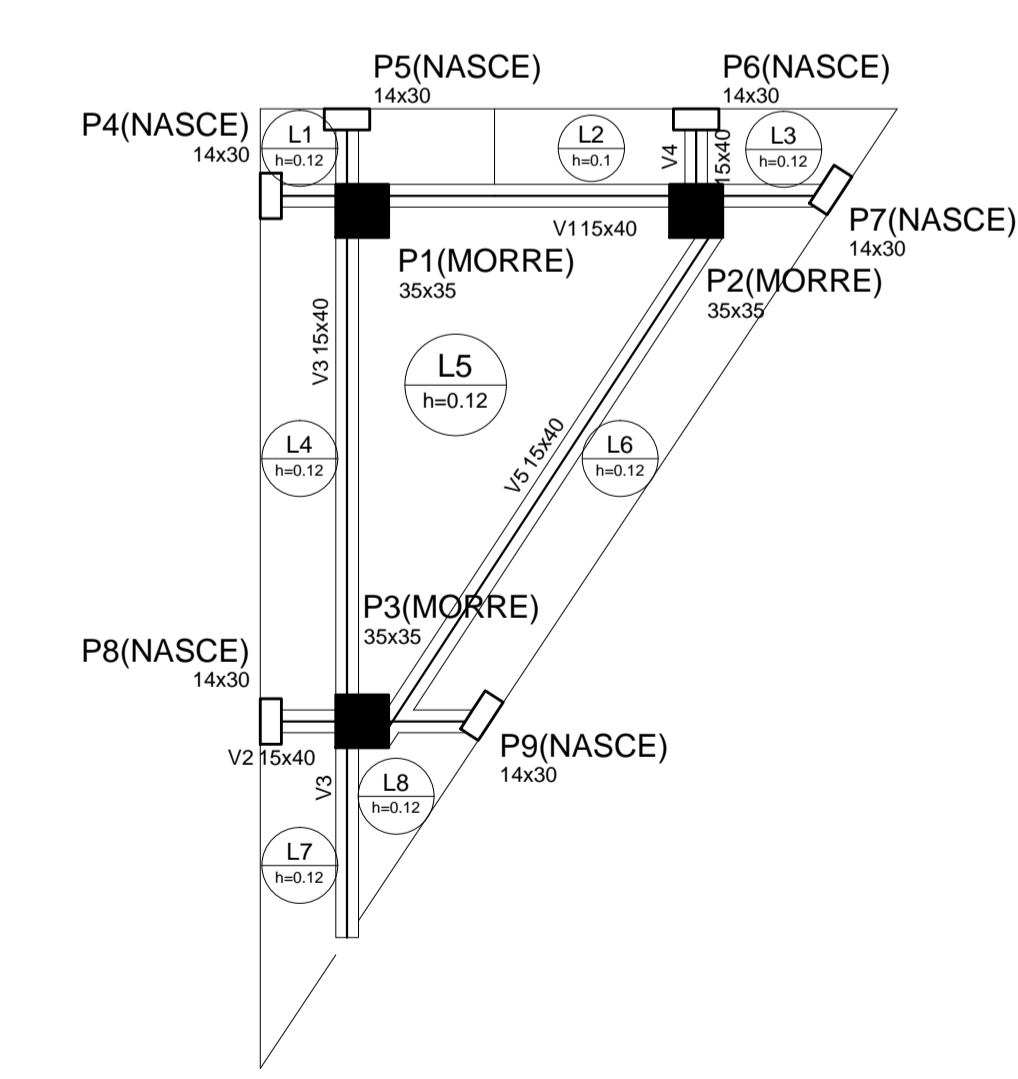 P5(NASCE)
14x30
P6(NASCE)
14x30
P4(NASCE)
14x30
L1
h=0.12
L2
h=0.1
V4
15x40
L3
h=0.12
P7(NASCE)
14x30
V115x40
P1(MORRE)
35x35
P2(MORRE)
35x35
V3 15x40
L5
h=0.12
L4
h=0.12
V5 15x40
L6
h=0.12
P3(MORRE)
35x35
P8(NASCE)
14x30
P9(NASCE)
14x30
V2 15x40
V3
L8
h=0.12
L7
h=0.12